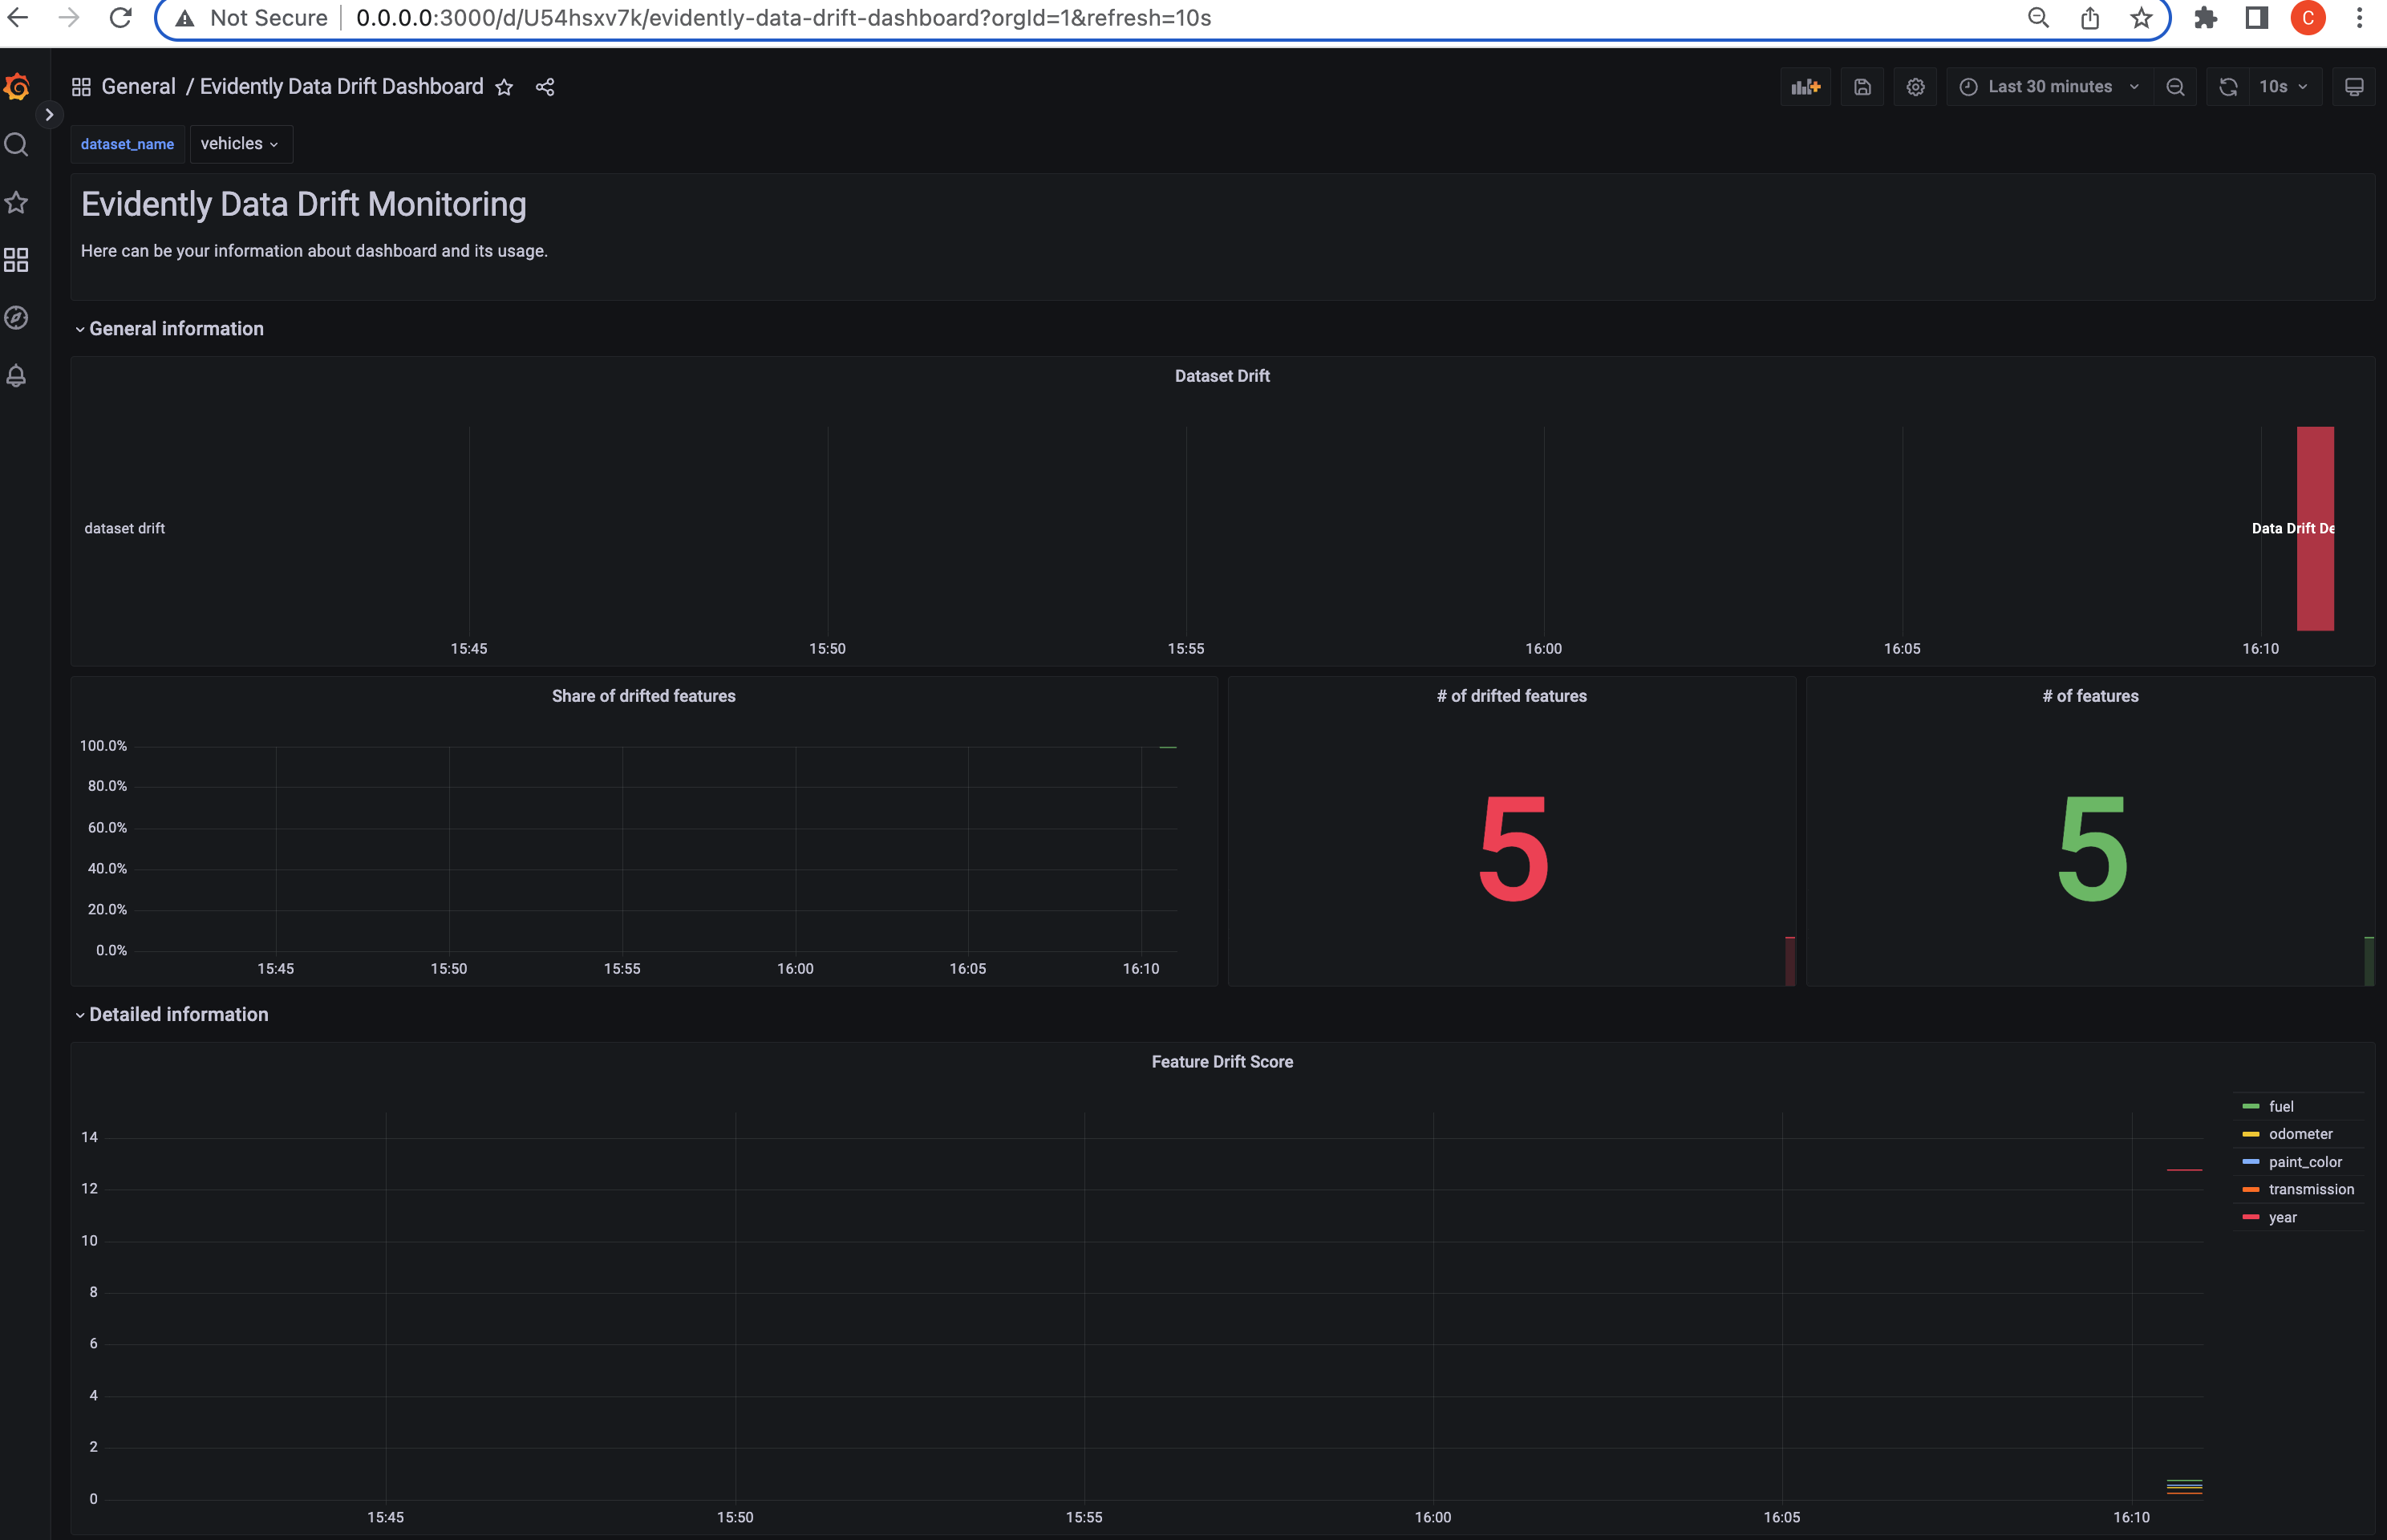 Not Secure | 0.0.0.0:3000/d/U54hsxv7k/evidently-data-drift-dashboard?orgId=1&refresh=10s
C
General / Evidently Data Drift Dashboard
Last 30 minutes
10s
dataset_name
vehicles
Evidently Data Drift Monitoring
Here can be your information about dashboard and its usage.
General information
Dataset Drift
dataset drift
Data Drift De
15:45 15:50 15:55 16:00 16:05 16:10
Share of drifted features
100.0%
80.0%
60.0%
40.0%
20.0%
0.0%
15:45 15:50 15:55 16:00 16:05 16:10
# of drifted features
5
# of features
5
Detailed information
Feature Drift Score
14
12
10
8
6
4
2
0
15:45 15:50 15:55 16:00 16:05 16:10
fuel
odometer
paint_color
transmission
year